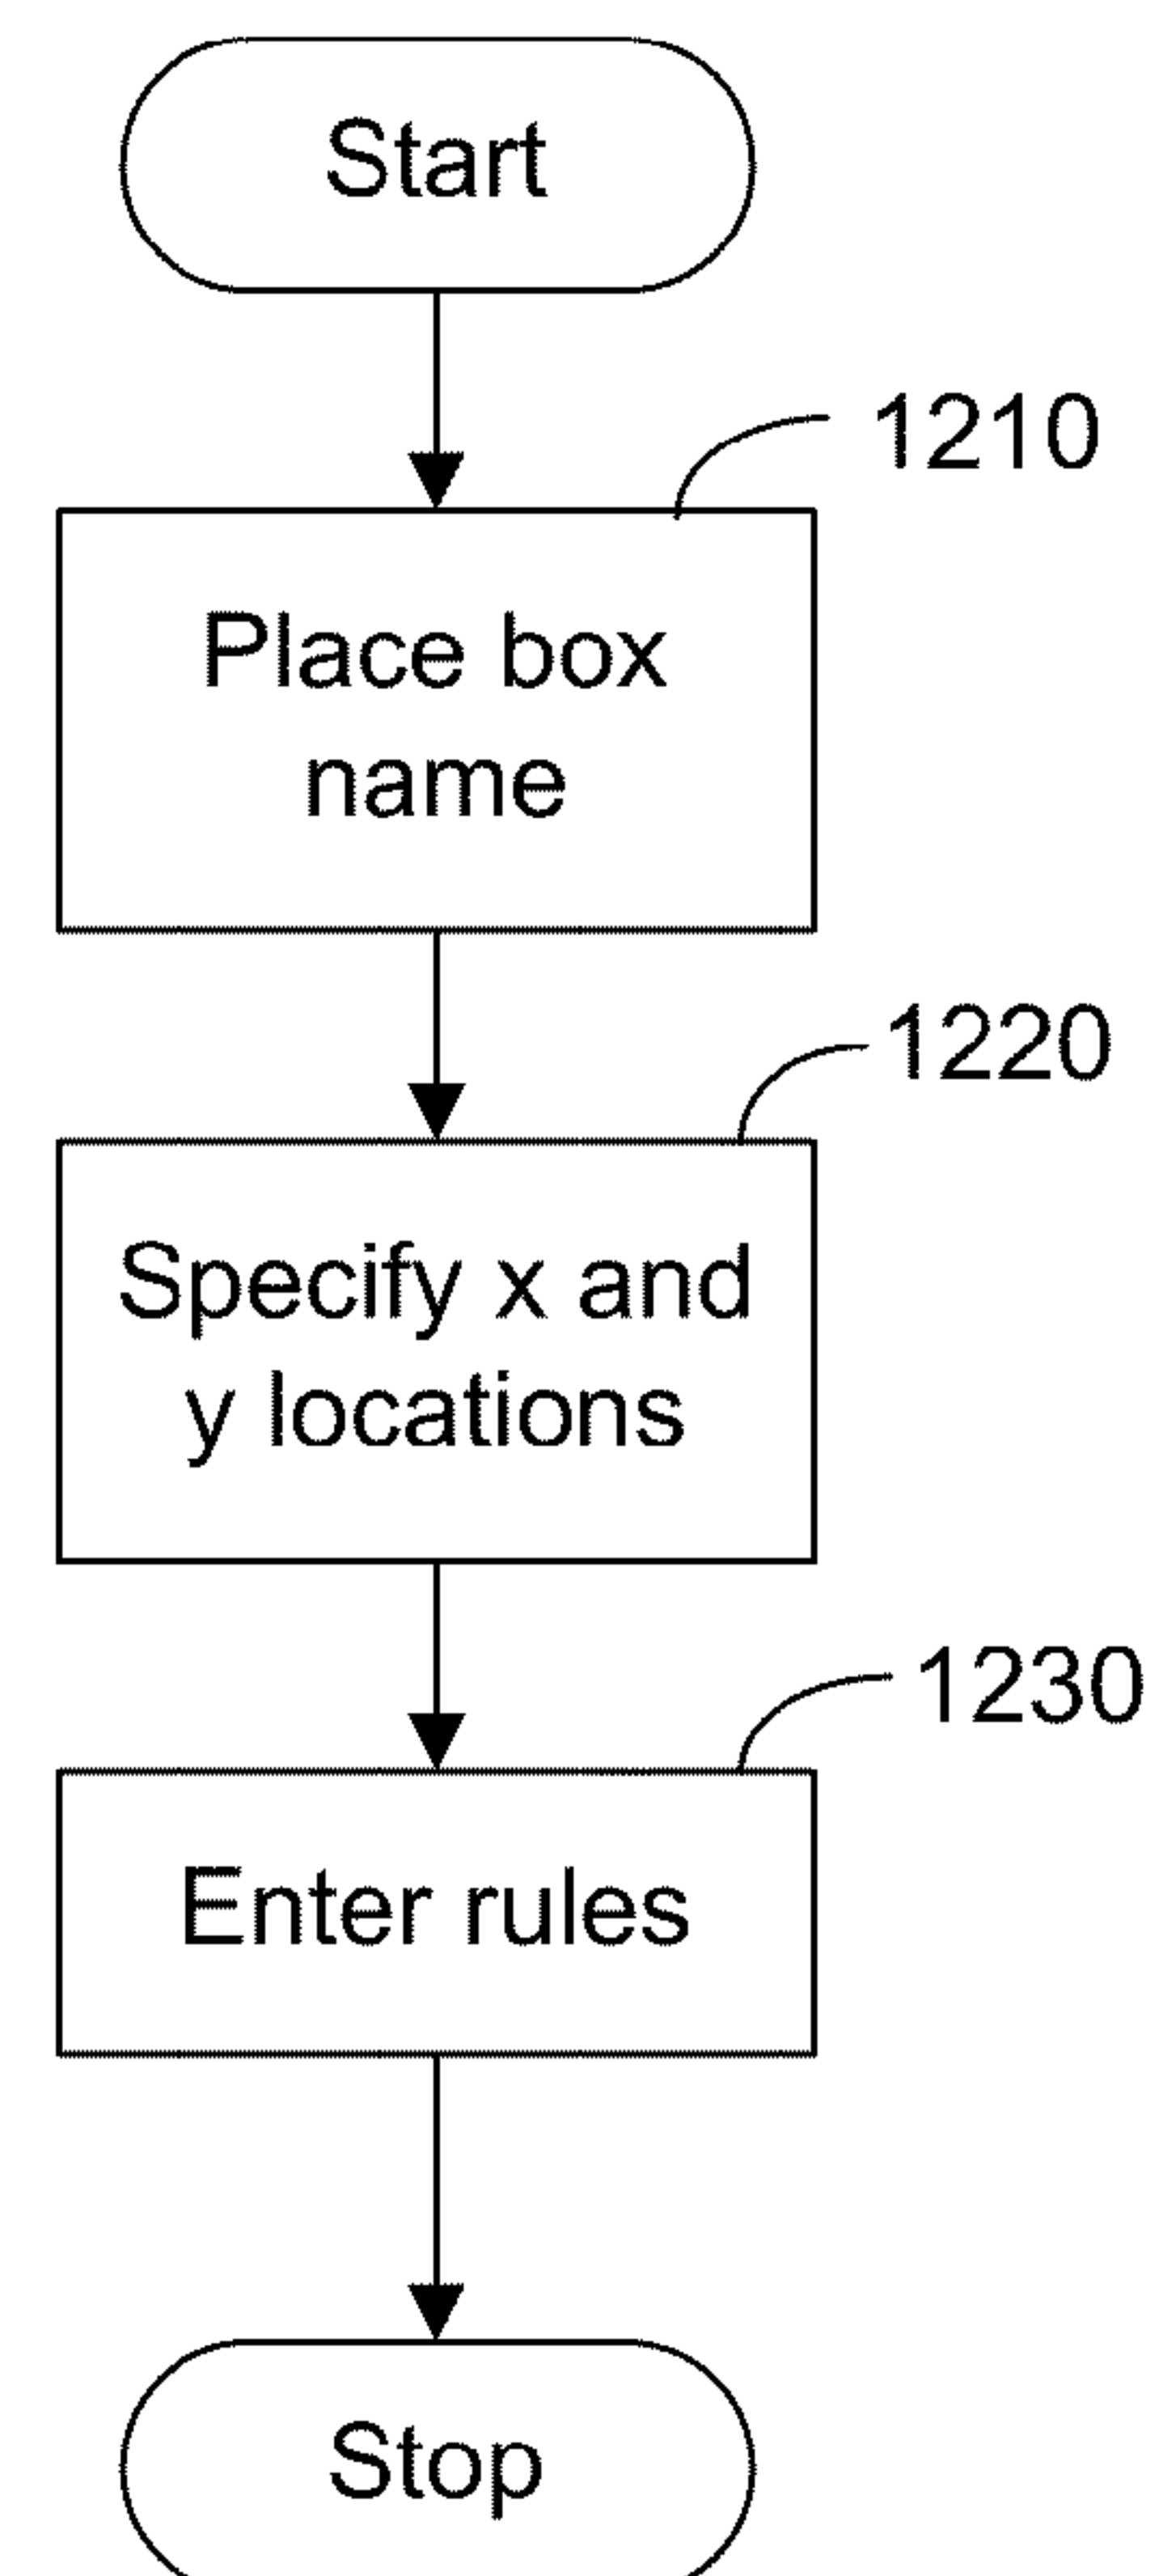 Start
1210
Place box
name
1220
Specify x and
y locations
1230
Enter rules
Stop